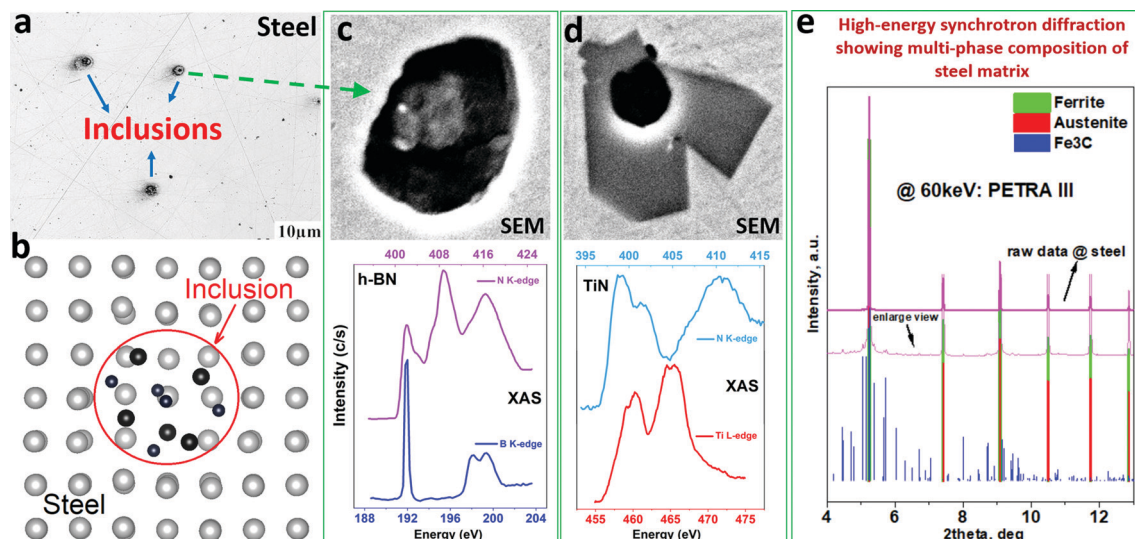 a
Steel
Inclusions
10µm
b
Inclusion
Steel
c
SEM
400 408 416 424
h-BN
N K-edge
XAS
B K-edge
Intensity (c/s)
188 192 196 200 204
Energy (eV)
d
SEM
395 400 405 410 415
TiN
N K-edge
XAS
Ti L-edge
455 460 465 470 475
Energy (eV)
e
High-energy synchrotron diffraction
showing multi-phase composition of
steel matrix
Ferrite
Austenite
Fe3C
@ 60keV: PETRA III
raw data @ steel
enlarge view
Intensity, a.u.
4 6 8 10 12
2theta, deg